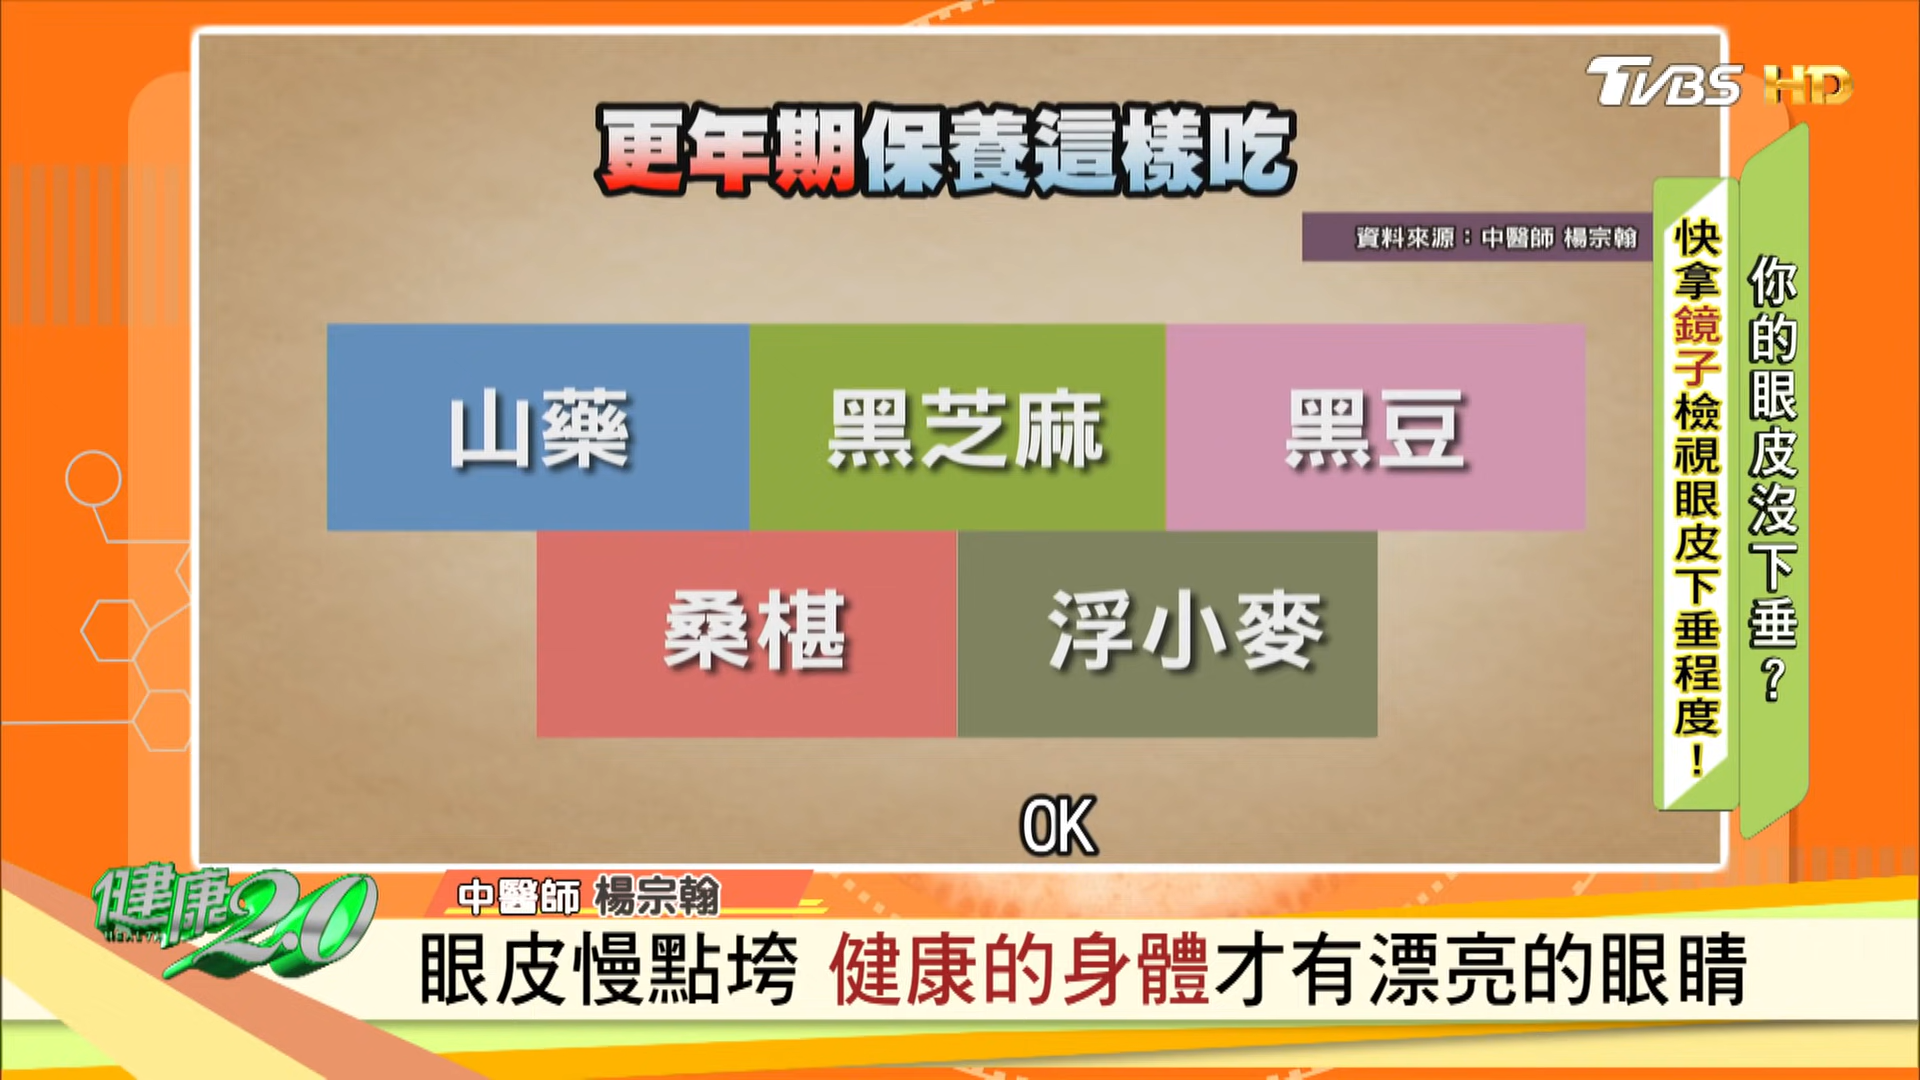 TVBS HD
更年期保養這樣吃
資料來源：中醫師 楊宗翰
山藥
黑芝麻
黑豆
桑椹
浮小麥
OK
你的眼皮沒下垂？
快拿鏡子檢視眼皮下垂程度！
健康2.0
HEALTH
中醫師 楊宗翰
眼皮慢點垮 健康的身體才有漂亮的眼睛